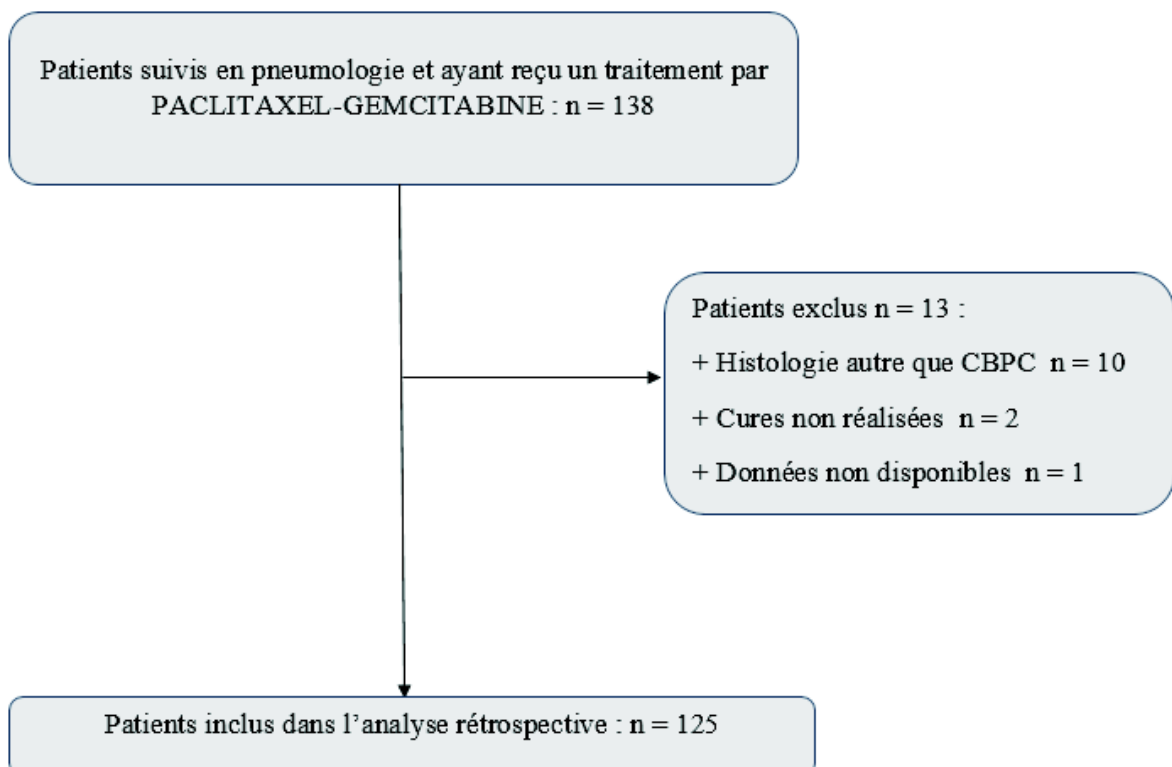 Patients suivis en pneumologie et ayant reçu un traitement par
PACLITAXEL-GEMCITABINE : n = 138
Patients exclus n = 13 :
+ Histologie autre que CBPC n = 10
+ Cures non réalisées n = 2
+ Données non disponibles n = 1
Patients inclus dans l’analyse rétrospective : n = 125